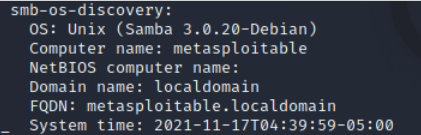 smb-os-discovery:
OS: Unix (Samba 3.0.20-Debian)
Computer name: metasploitable
NetBIOS computer name:
Domain name: localdomain
FQDN: metasploitable.localdomain
_ System time: 2021-11-17T04:39:59-05:00